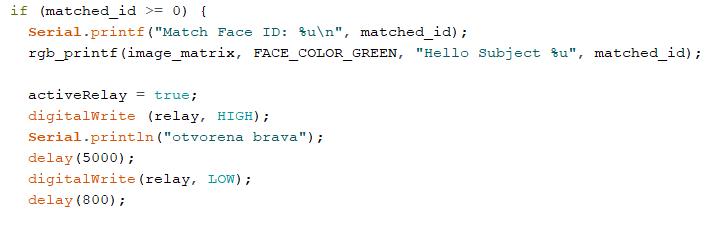 if (matched_id >= 0) {
  Serial.printf("Match Face ID: %u\n", matched_id);
  rgb_printf(image_matrix, FACE_COLOR_GREEN, "Hello Subject %u", matched_id);

  activeRelay = true;
  digitalWrite (relay, HIGH);
  Serial.println("otvorena brava");
  delay(5000);
  digitalWrite(relay, LOW);
  delay(800);